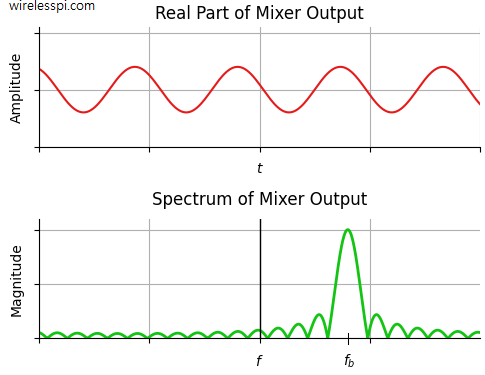 wirelesspi.com
Real Part of Mixer Output
Amplitude
t
Spectrum of Mixer Output
Magnitude
f
f_b